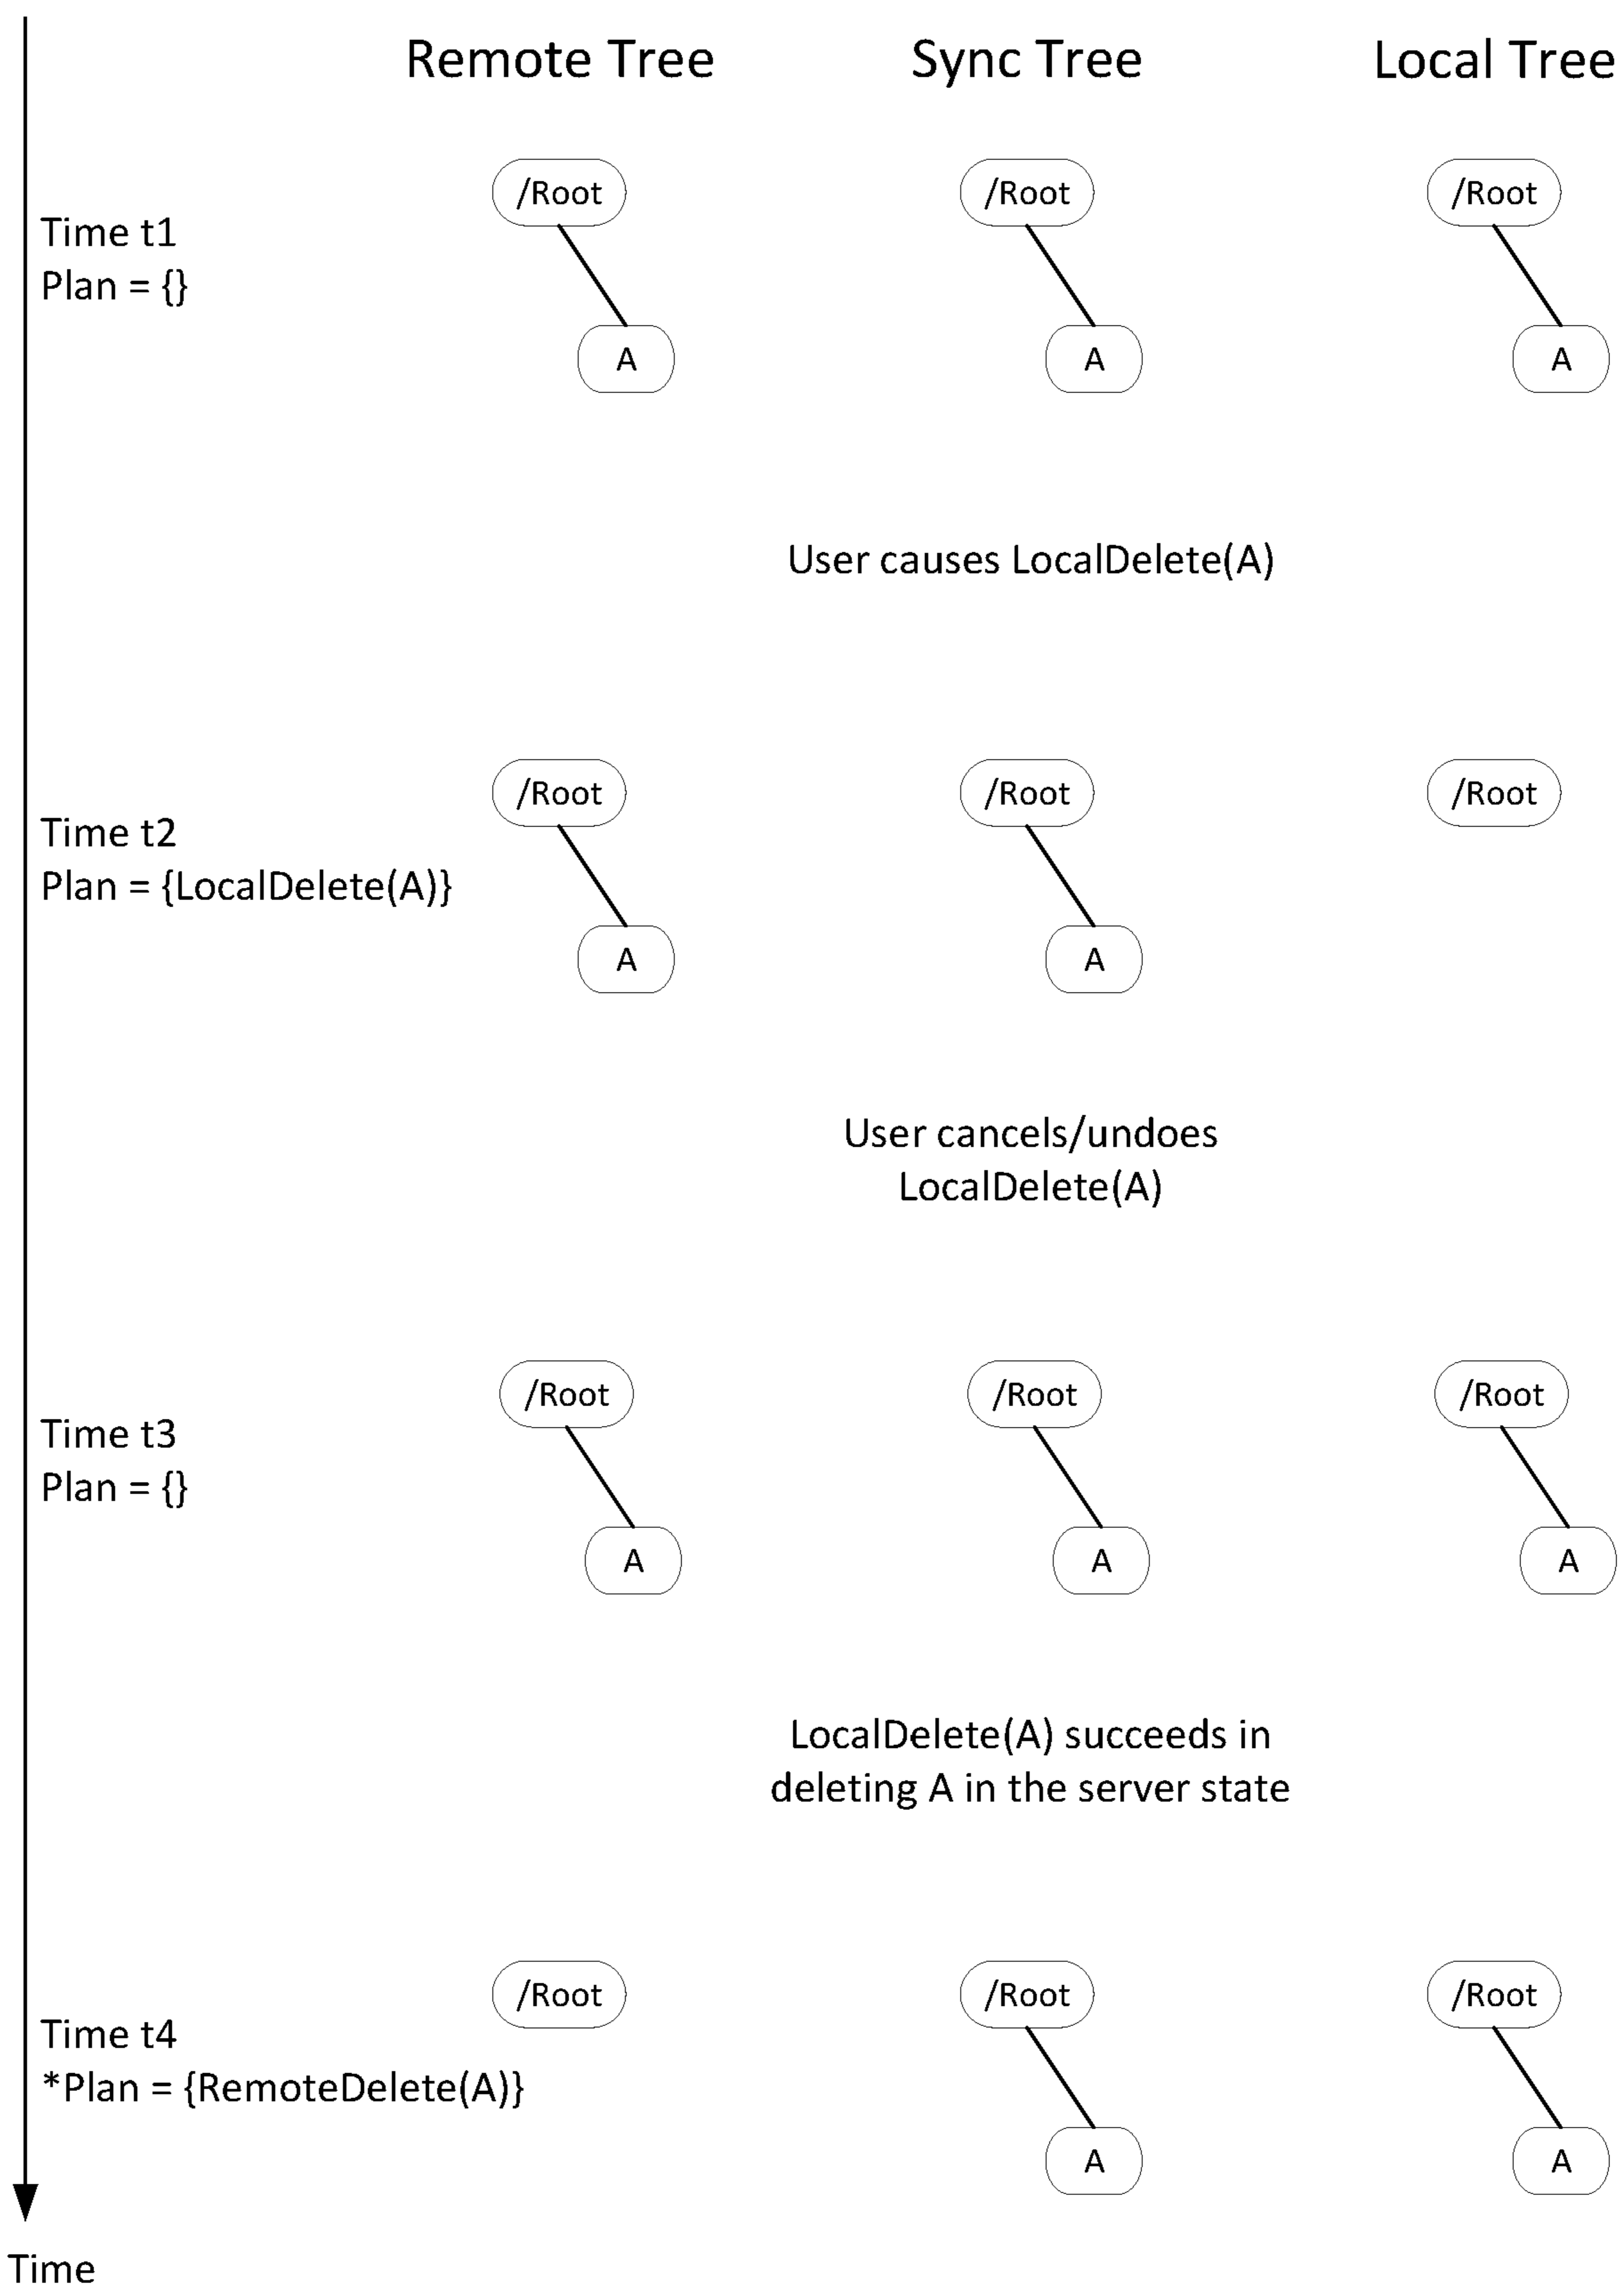 Remote Tree
Sync Tree
Local Tree
Time t1
Plan = {}
/Root
A
/Root
A
/Root
A
User causes LocalDelete(A)
Time t2
Plan = {LocalDelete(A)}
/Root
A
/Root
A
/Root
User cancels/undoes
LocalDelete(A)
Time t3
Plan = {}
/Root
A
/Root
A
/Root
A
LocalDelete(A) succeeds in
deleting A in the server state
Time t4
*Plan = {RemoteDelete(A)}
/Root
/Root
A
/Root
A
Time